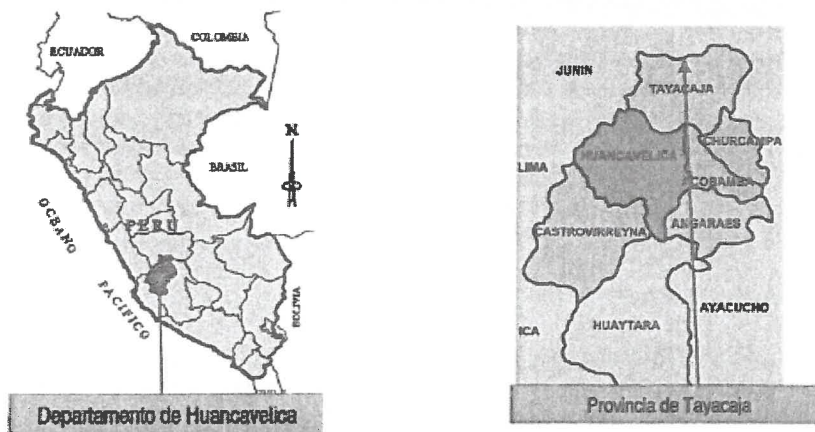 COLOMBIA
ECUADOR
N
BRASIL
OCEANO
PERU
PACIFICO
BOLIVIA
Departamento de Huancavelica
JUNIN
TAYACAJA
CHURCAMPA
HUANCAVELICA
LIMA
ACOBAMBA
CASTROVIRREYNA
ANGARAES
AYACUCHO
ICA
HUAYTARA
Provincia de Tayacaja